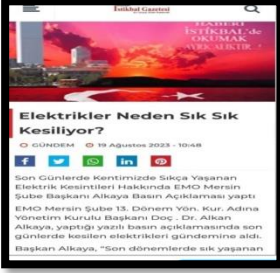 İstiklal Gazetesi
HABERİ
İSTİKBAL'DE
OKUMAK
AYRICALIKTIR..!
Elektrikler Neden Sık Sık
Kesiliyor?
GÜNDEM 19 Ağustos 2023 - 10:48
Son Günlerde Kentimizde Sıkça Yaşanan
Elektrik Kesintileri Hakkında EMO Mersin
Şube Başkanı Alkaya Basın Açıklaması yaptı
EMO Mersin Şube 13. Dönem Yön. Kur. Adına
Yönetim Kurulu Başkanı Doç . Dr. Alkan
Alkaya, yaptığı yazılı basın açıklamasında son
günlerde kesilen elektrikleri gündemine aldı.
Başkan Alkaya, "Son dönemlerde sık yaşanan